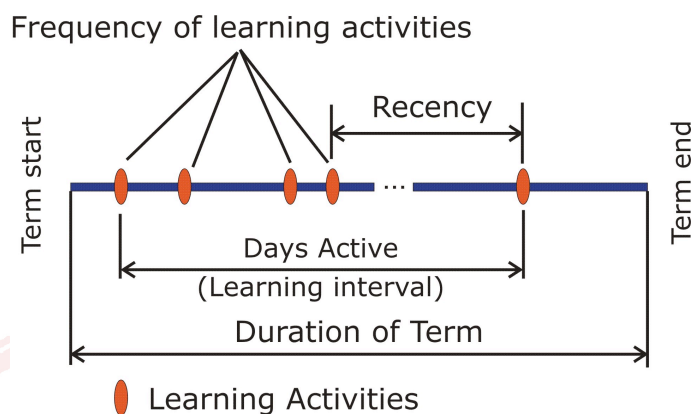 Frequency of learning activities
Recency
Term start
Term end
...
Days Active
(Learning interval)
Duration of Term
Learning Activities